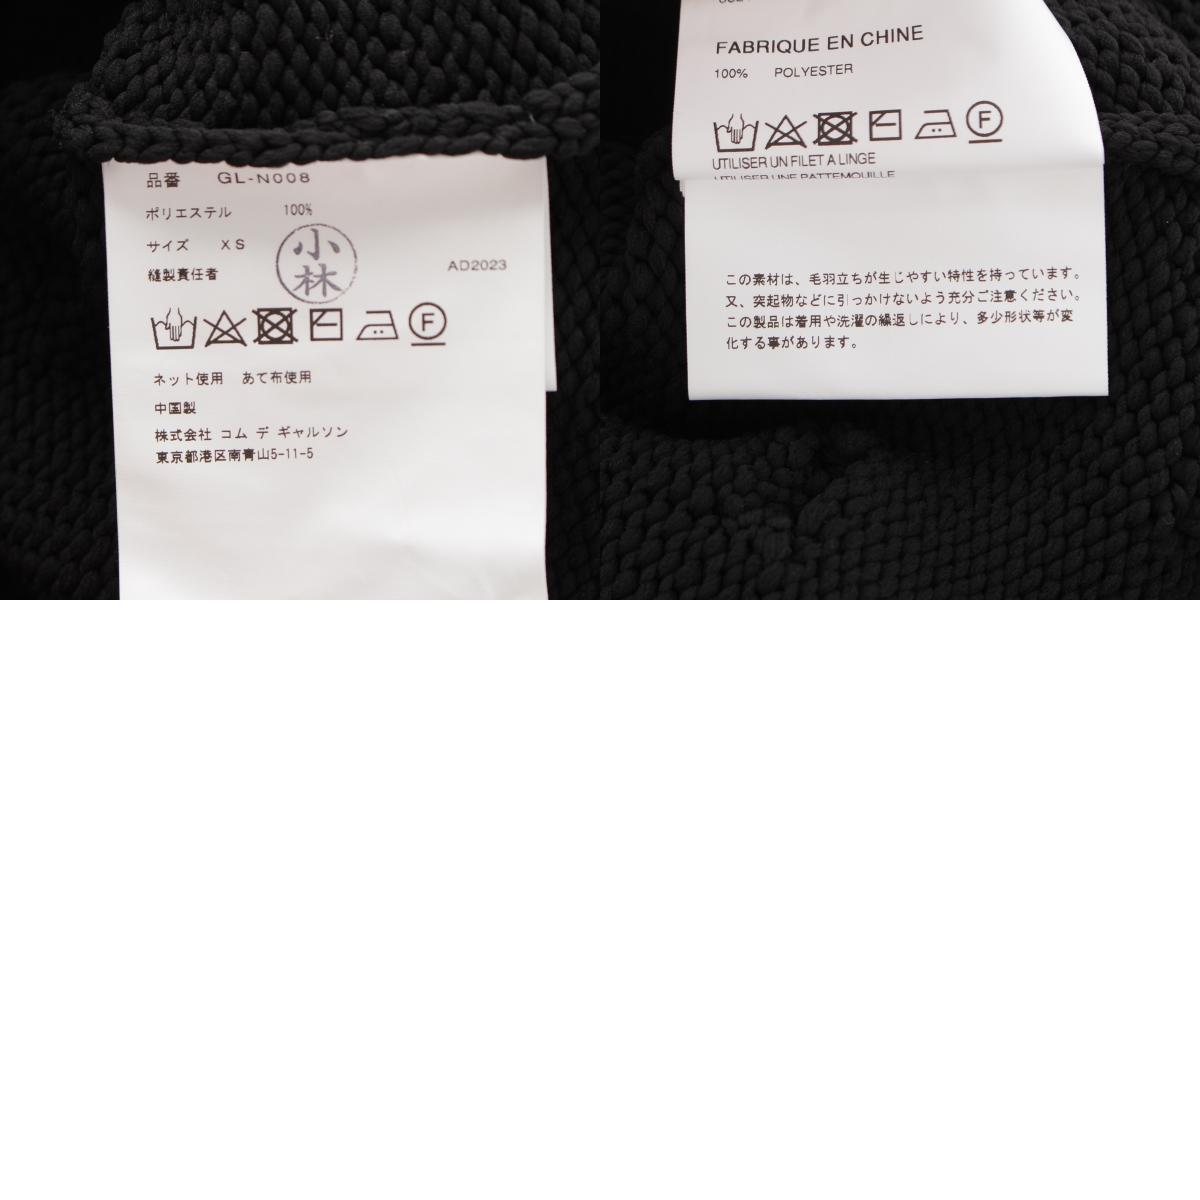 品番 GL-N008
ポリエステル 100%
サイズ XS
縫製責任者
小林
AD2023
F
ネット使用 あて布使用
中国製
株式会社 コム デ ギャルソン
東京都港区南青山5-11-5
FABRIQUE EN CHINE
100% POLYESTER
F
UTILISER UN FILET A LINGE
UTILISER UNE PATTEMOUILLE
この素材は、毛羽立ちが生じやすい特性を持っています。
又、突起物などに引っかけないよう充分ご注意ください。
この製品は着用や洗濯の繰返しにより、多少形状等が変
化する事があります。